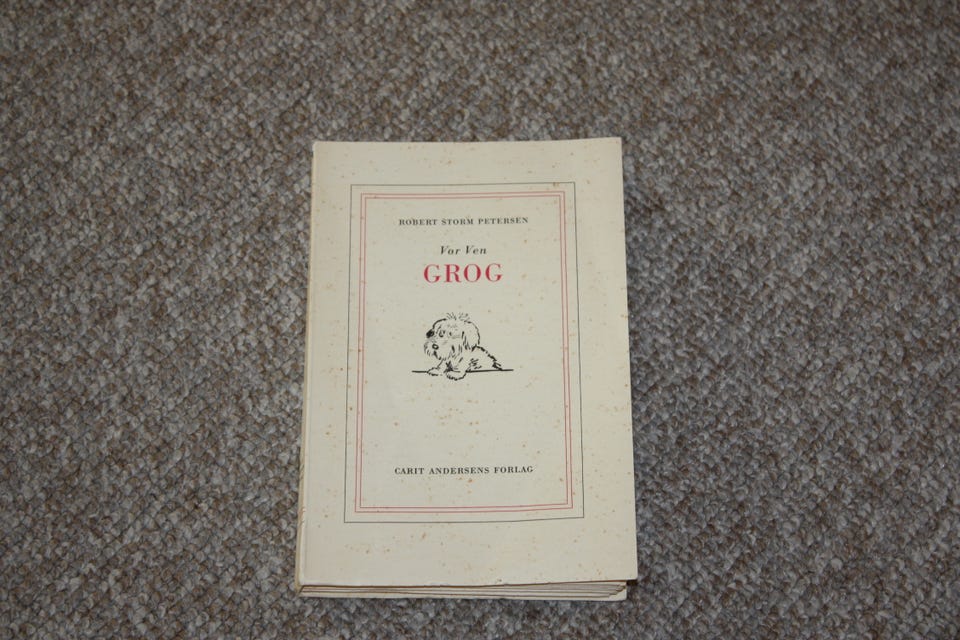 ROBERT STORM PETERSEN
Vor Ven
GROG
CARIT ANDERSENS FORLAG